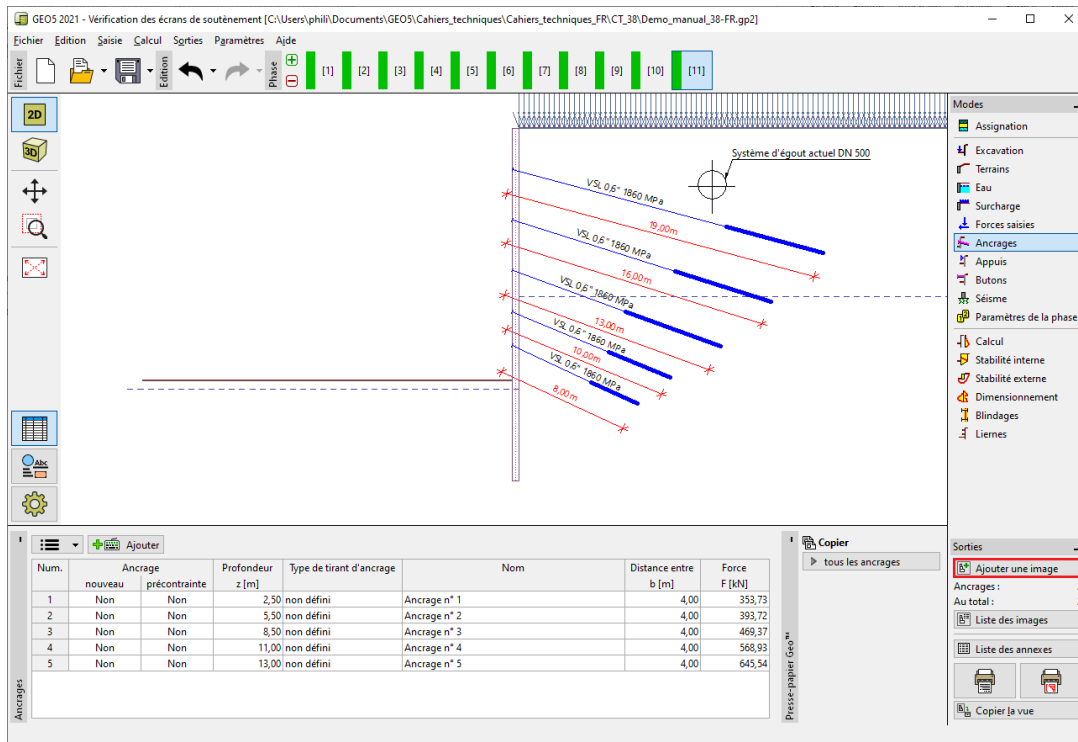 GEO5 2021 - Vérification des écrans de soutènement [C:\Users\phili\Documents\GEO5\Cahiers_techniques\Cahiers_techniques_FR\CT_38\Demo_manual_38-FR.gp2]
Fichier Edition Saisie Calcul Sorties Paramètres Aide
Fichier
Edition
Phase
[1] [2] [3] [4] [5] [6] [7] [8] [9] [10] [11]
2D
3D
Abc
Système d'égout actuel DN 500
VSL 0,6" 1860 MPa
19,00m
VSL 0,6" 1860 MPa
16,00m
VSL 0,6" 1860 MPa
13,00m
VSL 0,6" 1860 MPa
10,00m
VSL 0,6" 1860 MPa
8,00m
Modes
Assignation
Excavation
Terrains
Eau
Surcharge
Forces saisies
Ancrages
Appuis
Butons
Séisme
Paramètres de la phase
Calcul
Stabilité interne
Stabilité externe
Dimensionnement
Blindages
Liernes
Ajouter
Num. Ancrage Profondeur Type de tirant d'ancrage Nom Distance entre Force
nouveau précontrainte z [m] b [m] F [kN]
1 Non Non 2,50 non défini Ancrage n° 1 4,00 353,73
2 Non Non 5,50 non défini Ancrage n° 2 4,00 393,72
3 Non Non 8,50 non défini Ancrage n° 3 4,00 469,37
4 Non Non 11,00 non défini Ancrage n° 4 4,00 568,93
5 Non Non 13,00 non défini Ancrage n° 5 4,00 645,54
Ancrages
Presse-papier Geo™
Copier
tous les ancrages
Sorties
Ajouter une image
Ancrages :
Au total :
Liste des images
Liste des annexes
Copier la vue